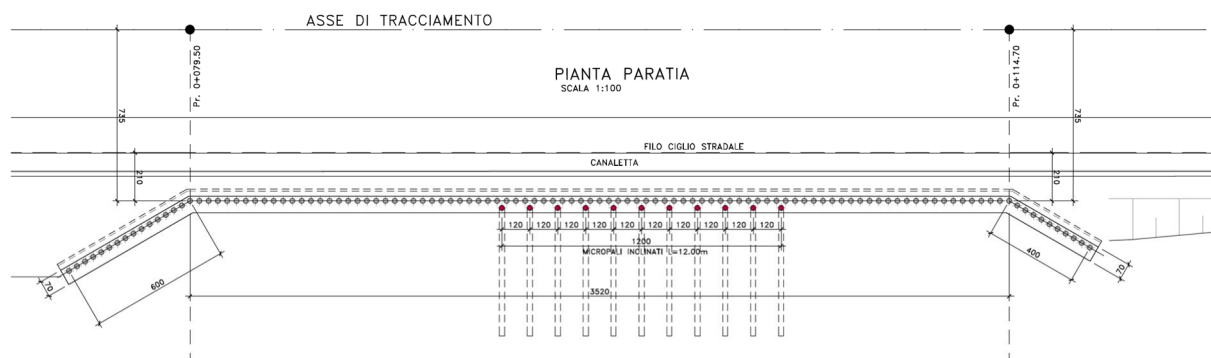 ASSE DI TRACCIAMENTO
Pr. 0+079.50
Pr. 0+114.70
PIANTA PARATIA
SCALA 1:100
735
735
FILO CIGLIO STRADALE
CANALETTA
210
210
120 120 120 120 120 120 120 120 120 120
1200
MICROPALI INCLINATI L=12.00m
3520
600
400
70
70